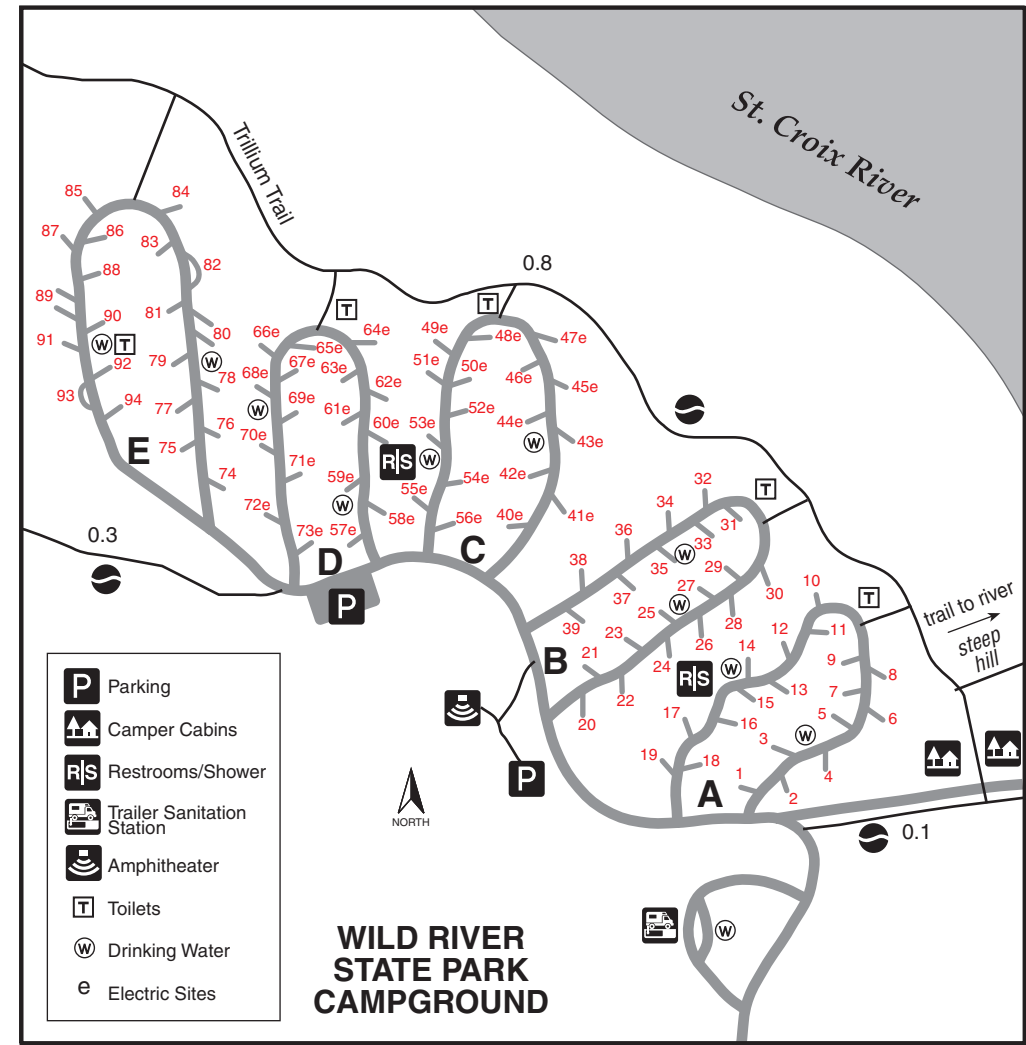 St. Croix River
Trillium Trail
0.8
85
84
87
86
83
88
82
89
90
81
91
W
T
80
92
79
W
78
93
94
77
76
75
74
E
66e
T
64e
65e
67e
63e
68e
62e
69e
61e
W
60e
70e
71e
59e
72e
W
58e
73e
57e
D
P
0.3
T
49e
48e
47e
51e
50e
46e
45e
52e
53e
44e
R|S
W
W
43e
54e
42e
55e
56e
40e
41e
C
32
T
34
31
36
33
W
38
35
29
37
27
30
25
W
39
23
28
21
26
24
22
20
B
10
T
12
11
14
R|S
W
9
13
8
15
7
17
16
5
6
W
3
19
18
4
1
2
A
trail to river
steep
hill
0.1
P
NORTH
W
P Parking
Camper Cabins
R|S Restrooms/Shower
Trailer Sanitation
Station
Amphitheater
T Toilets
W Drinking Water
e Electric Sites
WILD RIVER
STATE PARK
CAMPGROUND